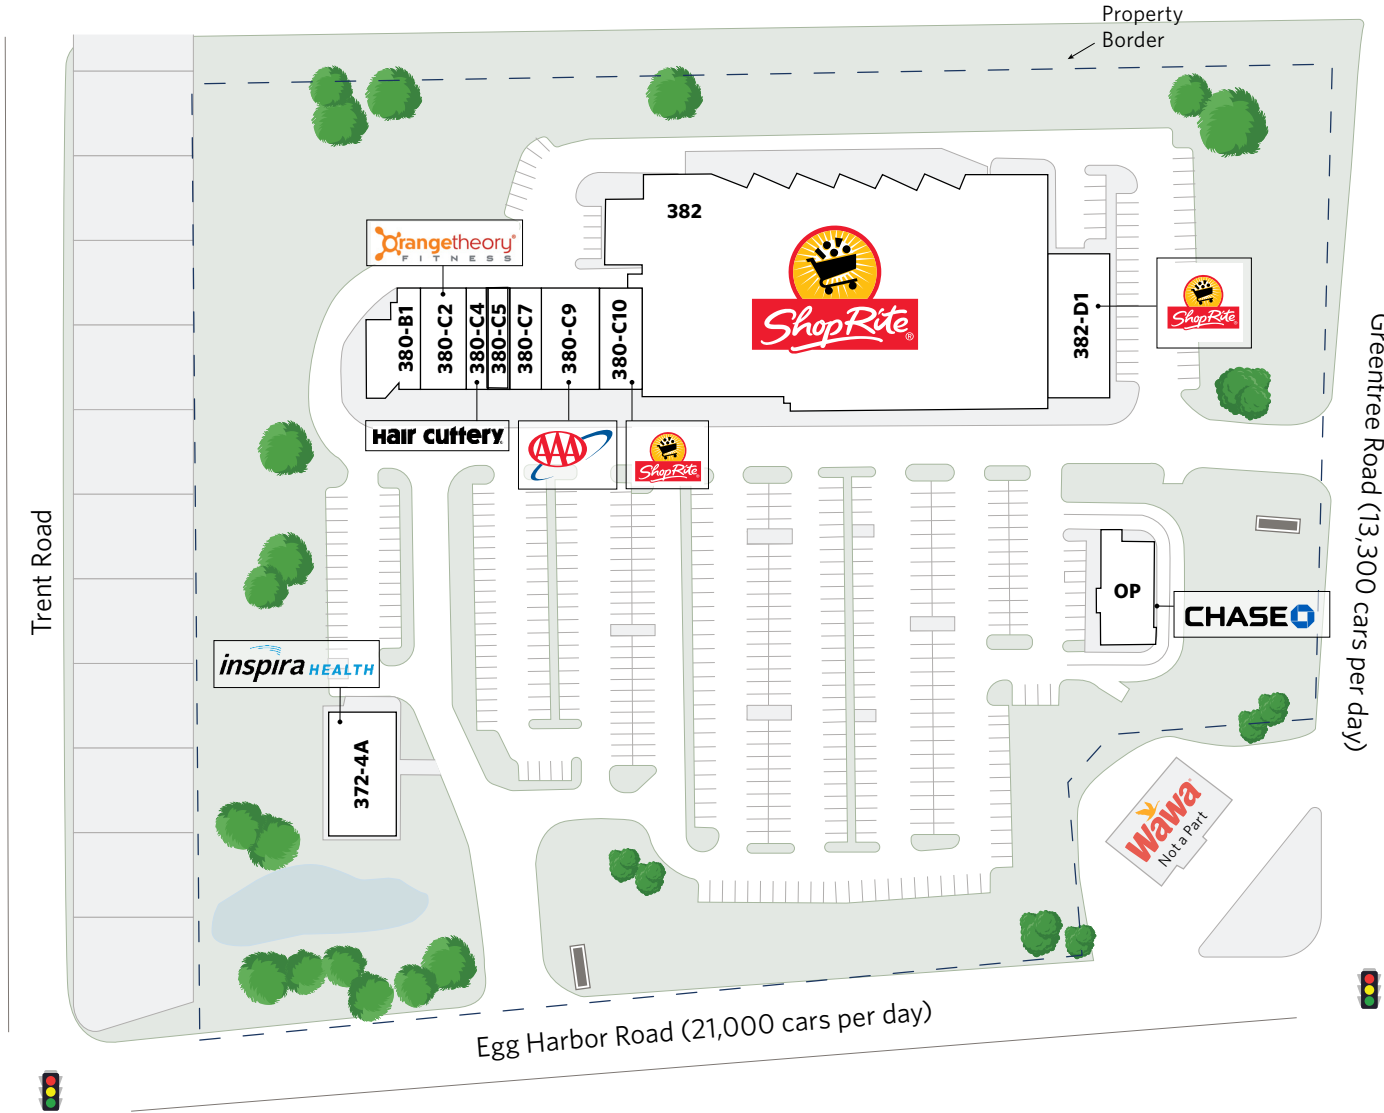 Property
Border
382
orangetheory®
FITNESS
380-B1
380-C2
380-C4
380-C5
380-C7
380-C9
380-C10
ShopRite®
382-D1
ShopRite
Hair Cuttery
AAA
ShopRite
Greentree Road (13,300 cars per day)
Trent Road
OP
CHASE
inspira HEALTH
372-4A
Wawa
Not a Part
Egg Harbor Road (21,000 cars per day)